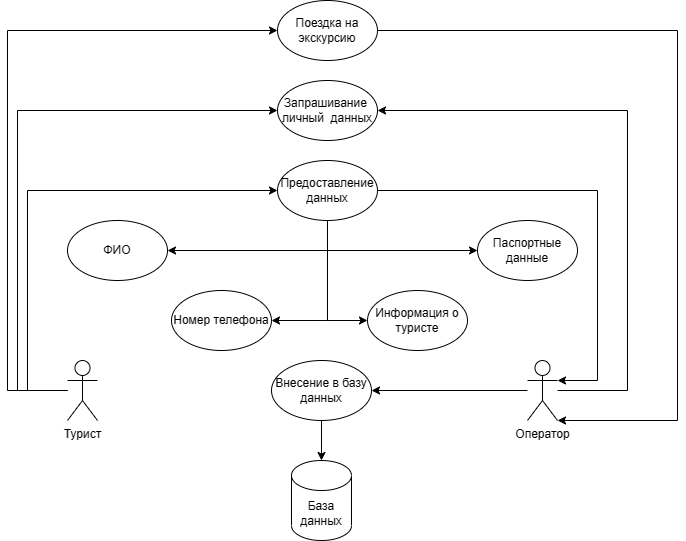 Поездка на
экскурсию
Запрашивание
личный данных
Предоставление
данных
ФИО
Паспортные
данные
Номер телефона
Информация о
туристе
Внесение в базу
данных
Турист
Оператор
База
данных